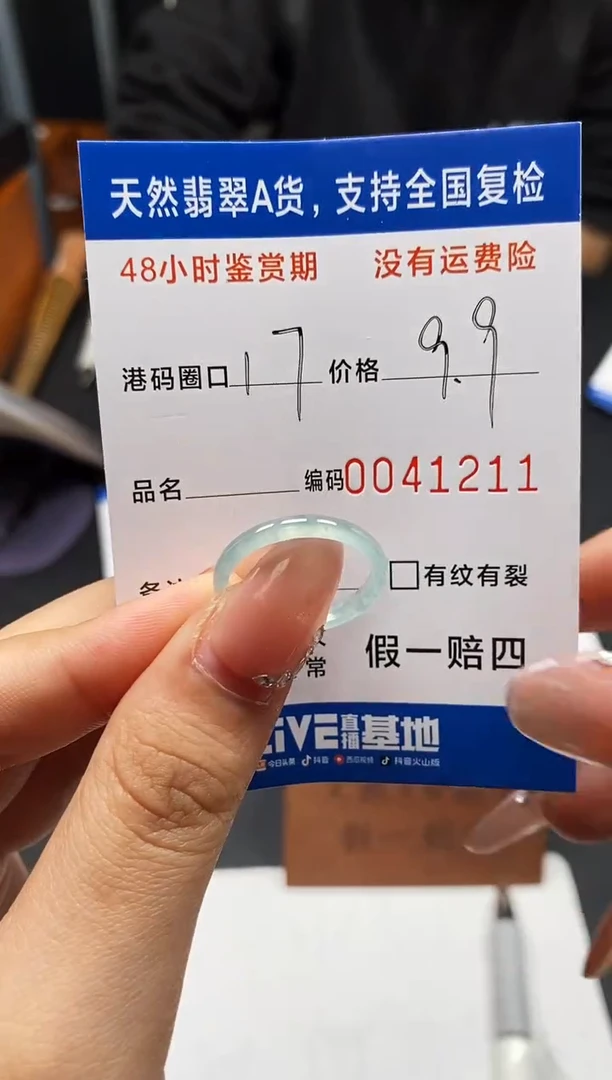 天然翡翠A货，支持全国复检
48小时鉴赏期 没有运费险
港码圈口 17 价格 9.9
品名 编码 0041211
有纹有裂
常 假一赔四
LiVE 直播 基地
今日头条 抖音 西瓜视频 抖音火山版